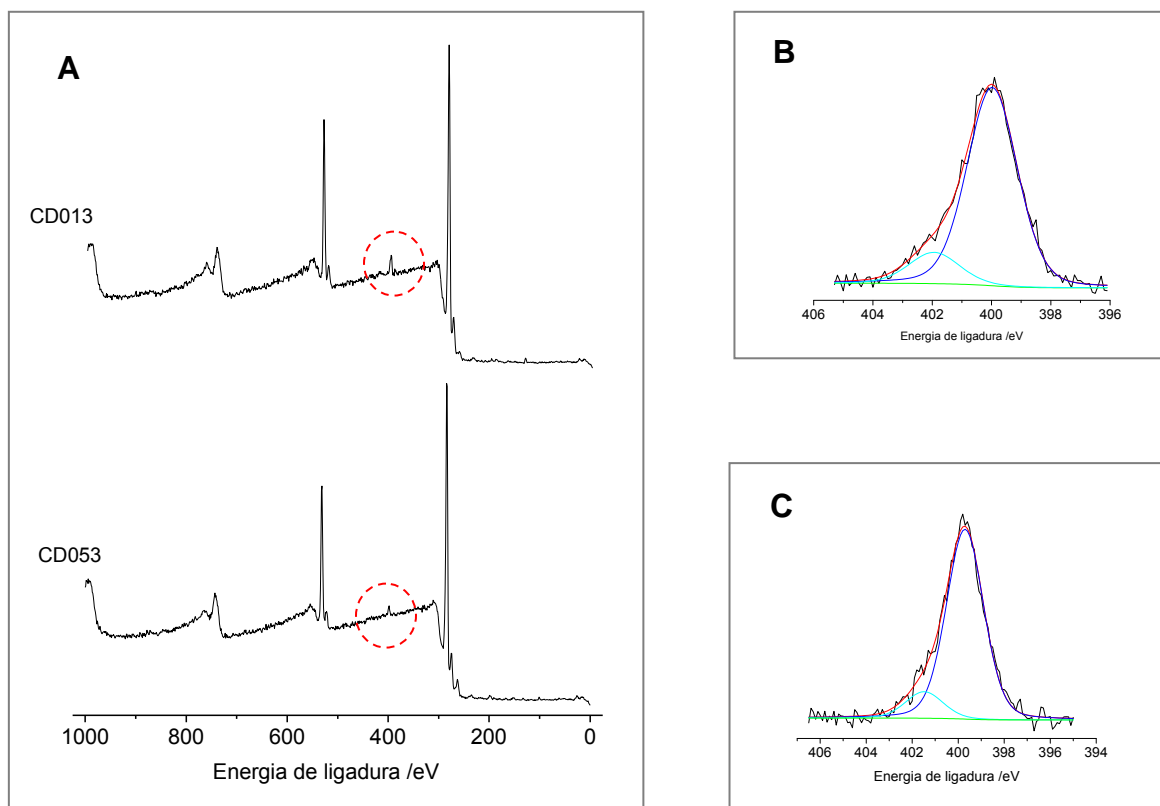 A
CD013
CD053
1000 800 600 400 200 0
Energia de ligadura /eV
B
406 404 402 400 398 396
Energia de ligadura /eV
C
406 404 402 400 398 396 394
Energia de ligadura /eV